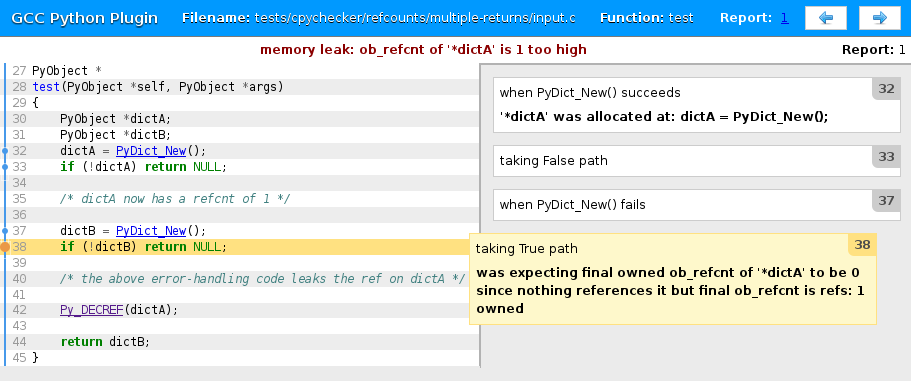 GCC Python Plugin Filename: tests/cpychecker/refcounts/multiple-returns/input.c Function: test Report: 1
memory leak: ob_refcnt of '*dictA' is 1 too high Report: 1
27 PyObject *
28 test(PyObject *self, PyObject *args)
29 {
30     PyObject *dictA;
31     PyObject *dictB;
32     dictA = PyDict_New();
33     if (!dictA) return NULL;
34
35     /* dictA now has a refcnt of 1 */
36
37     dictB = PyDict_New();
38     if (!dictB) return NULL;
39
40     /* the above error-handling code leaks the ref on dictA */
41
42     Py_DECREF(dictA);
43
44     return dictB;
45 }
when PyDict_New() succeeds 32
'*dictA' was allocated at: dictA = PyDict_New();
taking False path 33
when PyDict_New() fails 37
taking True path 38
was expecting final owned ob_refcnt of '*dictA' to be 0
since nothing references it but final ob_refcnt is refs: 1
owned